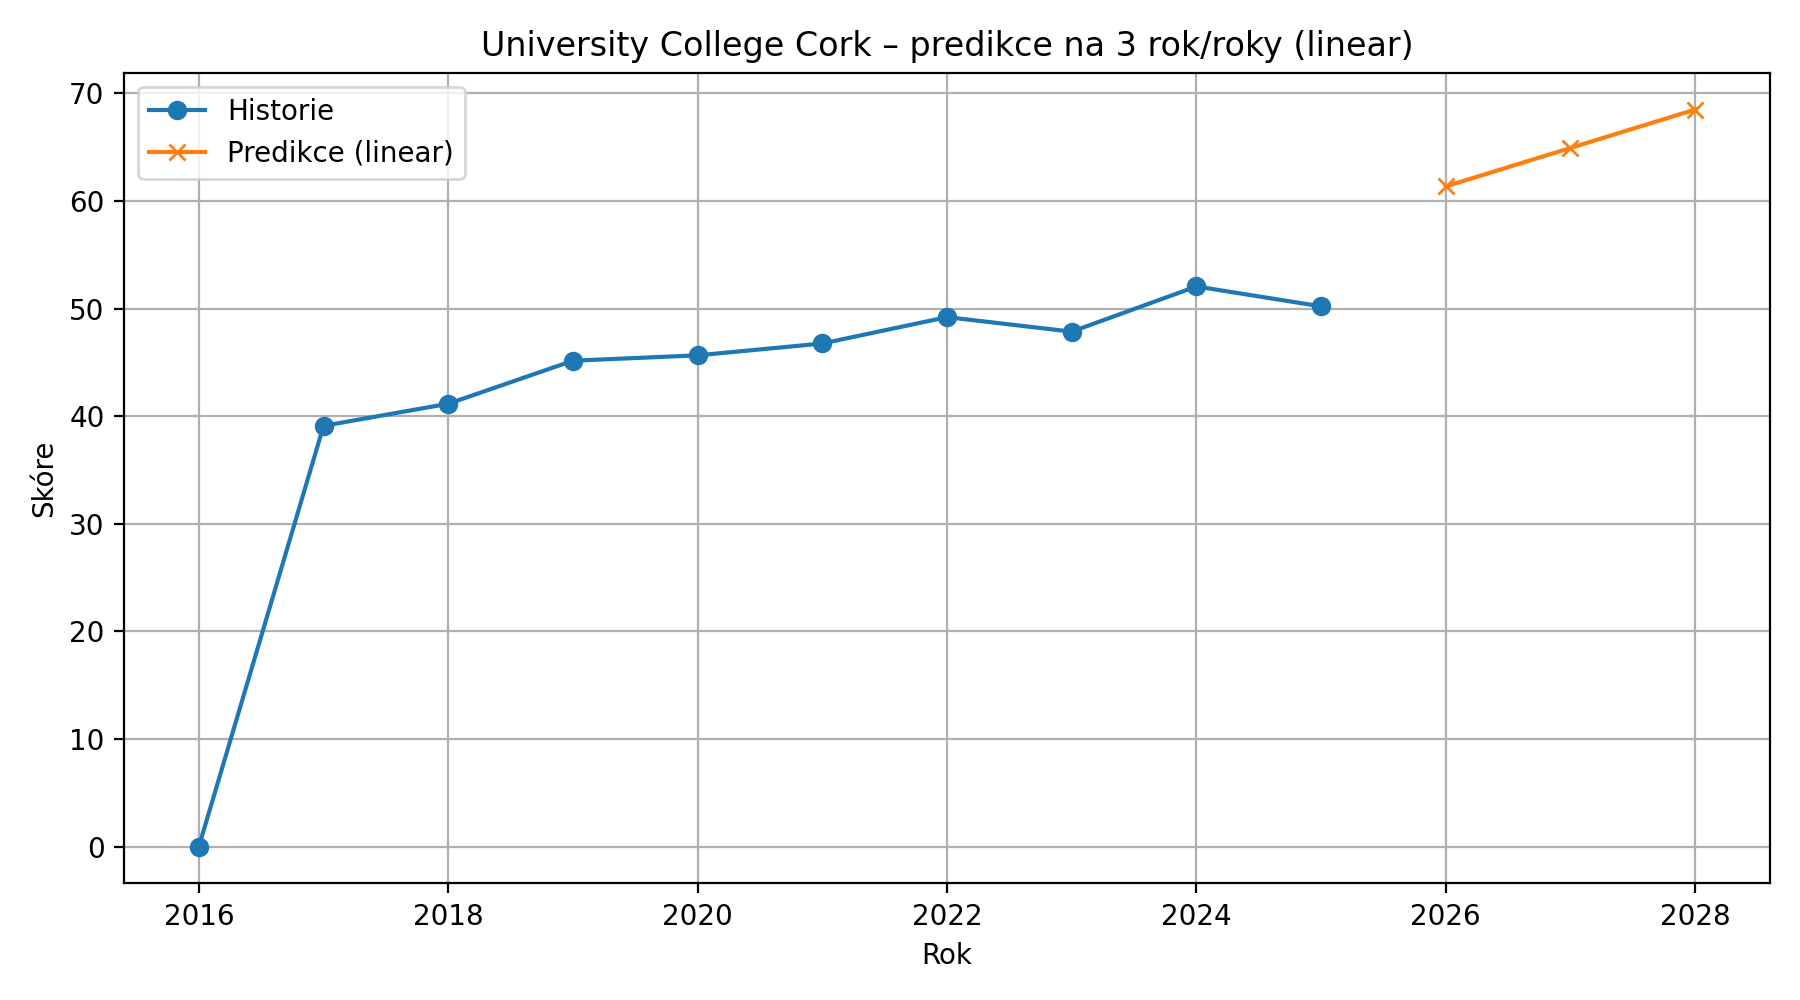 University College Cork – predikce na 3 rok/roky (linear)
Historie
Predikce (linear)
Skóre
70
60
50
40
30
20
10
0
2016 2018 2020 2022 2024 2026 2028
Rok